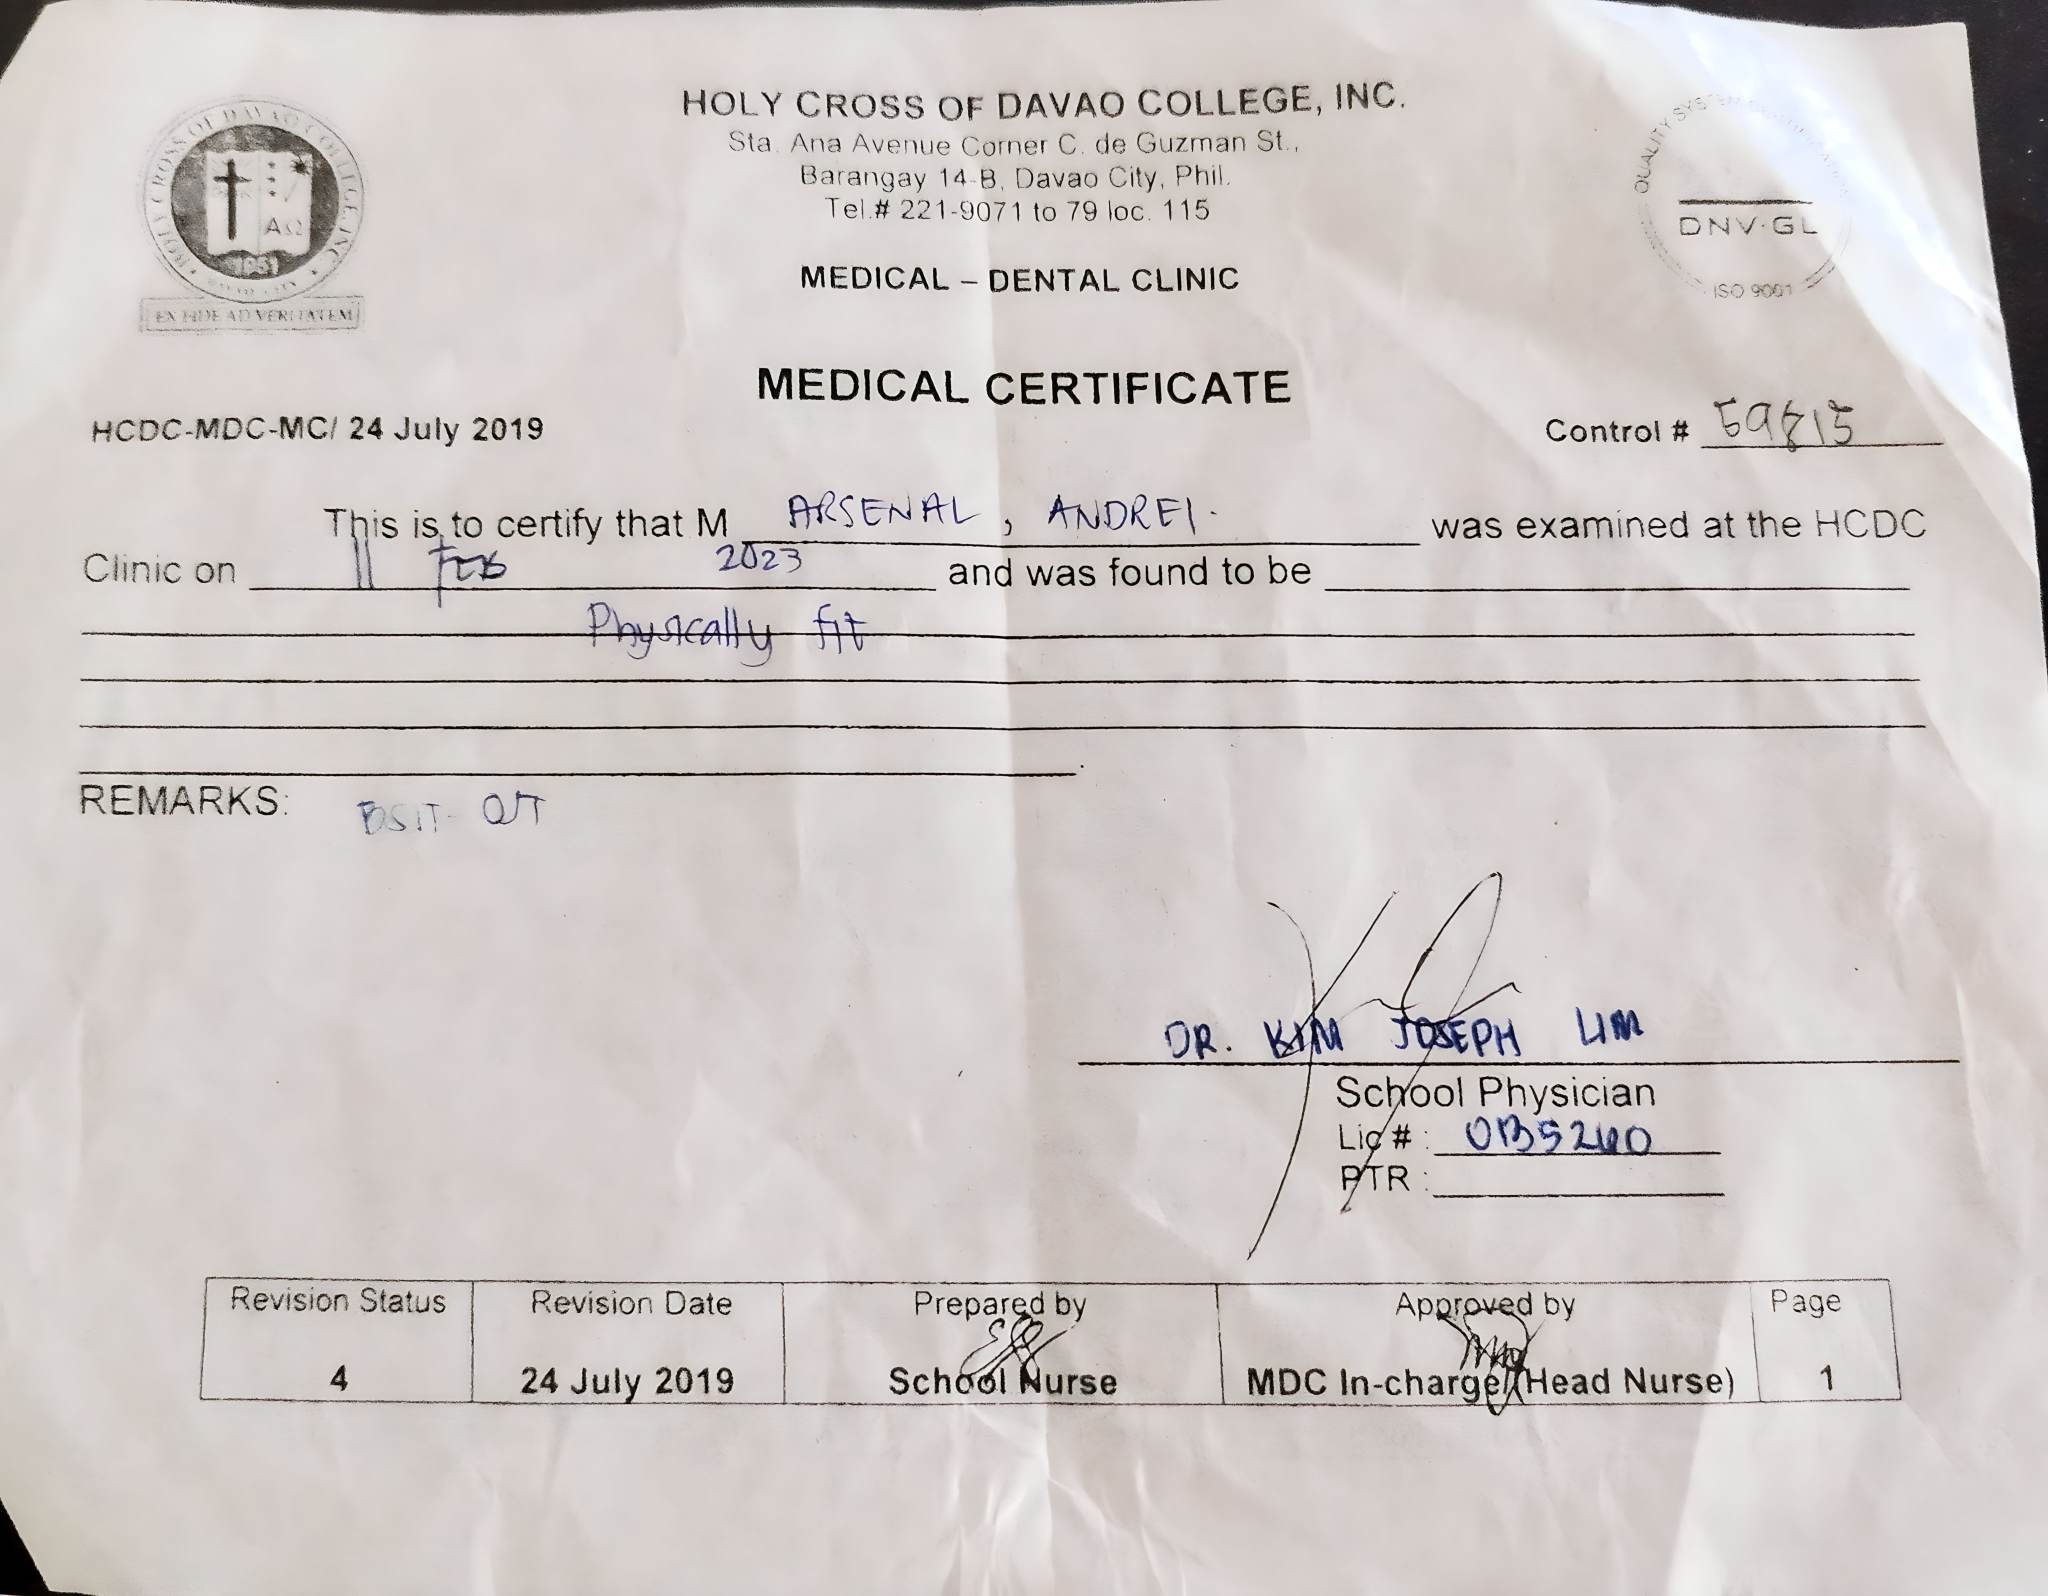 HOLY CROSS OF DAVAO COLLEGE, INC.
Sta. Ana Avenue Corner C. de Guzman St.,
Barangay 14-B, Davao City, Phil.
Tel.# 221-9071 to 79 loc. 115
MEDICAL – DENTAL CLINIC
HOLY CROSS OF DAVAO COLLEGE, INC.
ΑΩ
1951
EX FIDE AD VERITATEM
QUALITY SYSTEM CERTIFICATION
DNV·GL
ISO 9001
MEDICAL CERTIFICATE
HCDC-MDC-MC/ 24 July 2019
Control # 59815
This is to certify that M ARSENAL, ANDREI. was examined at the HCDC
Clinic on 11 Feb 2023 and was found to be
Physically fit
REMARKS: BSIT- OJT
DR. KIM JOSEPH LIM
School Physician
Lic # :
PTR :
Revision Status Revision Date Prepared by Approved by Page
4 24 July 2019 School Nurse MDC In-charge/(Head Nurse) 1